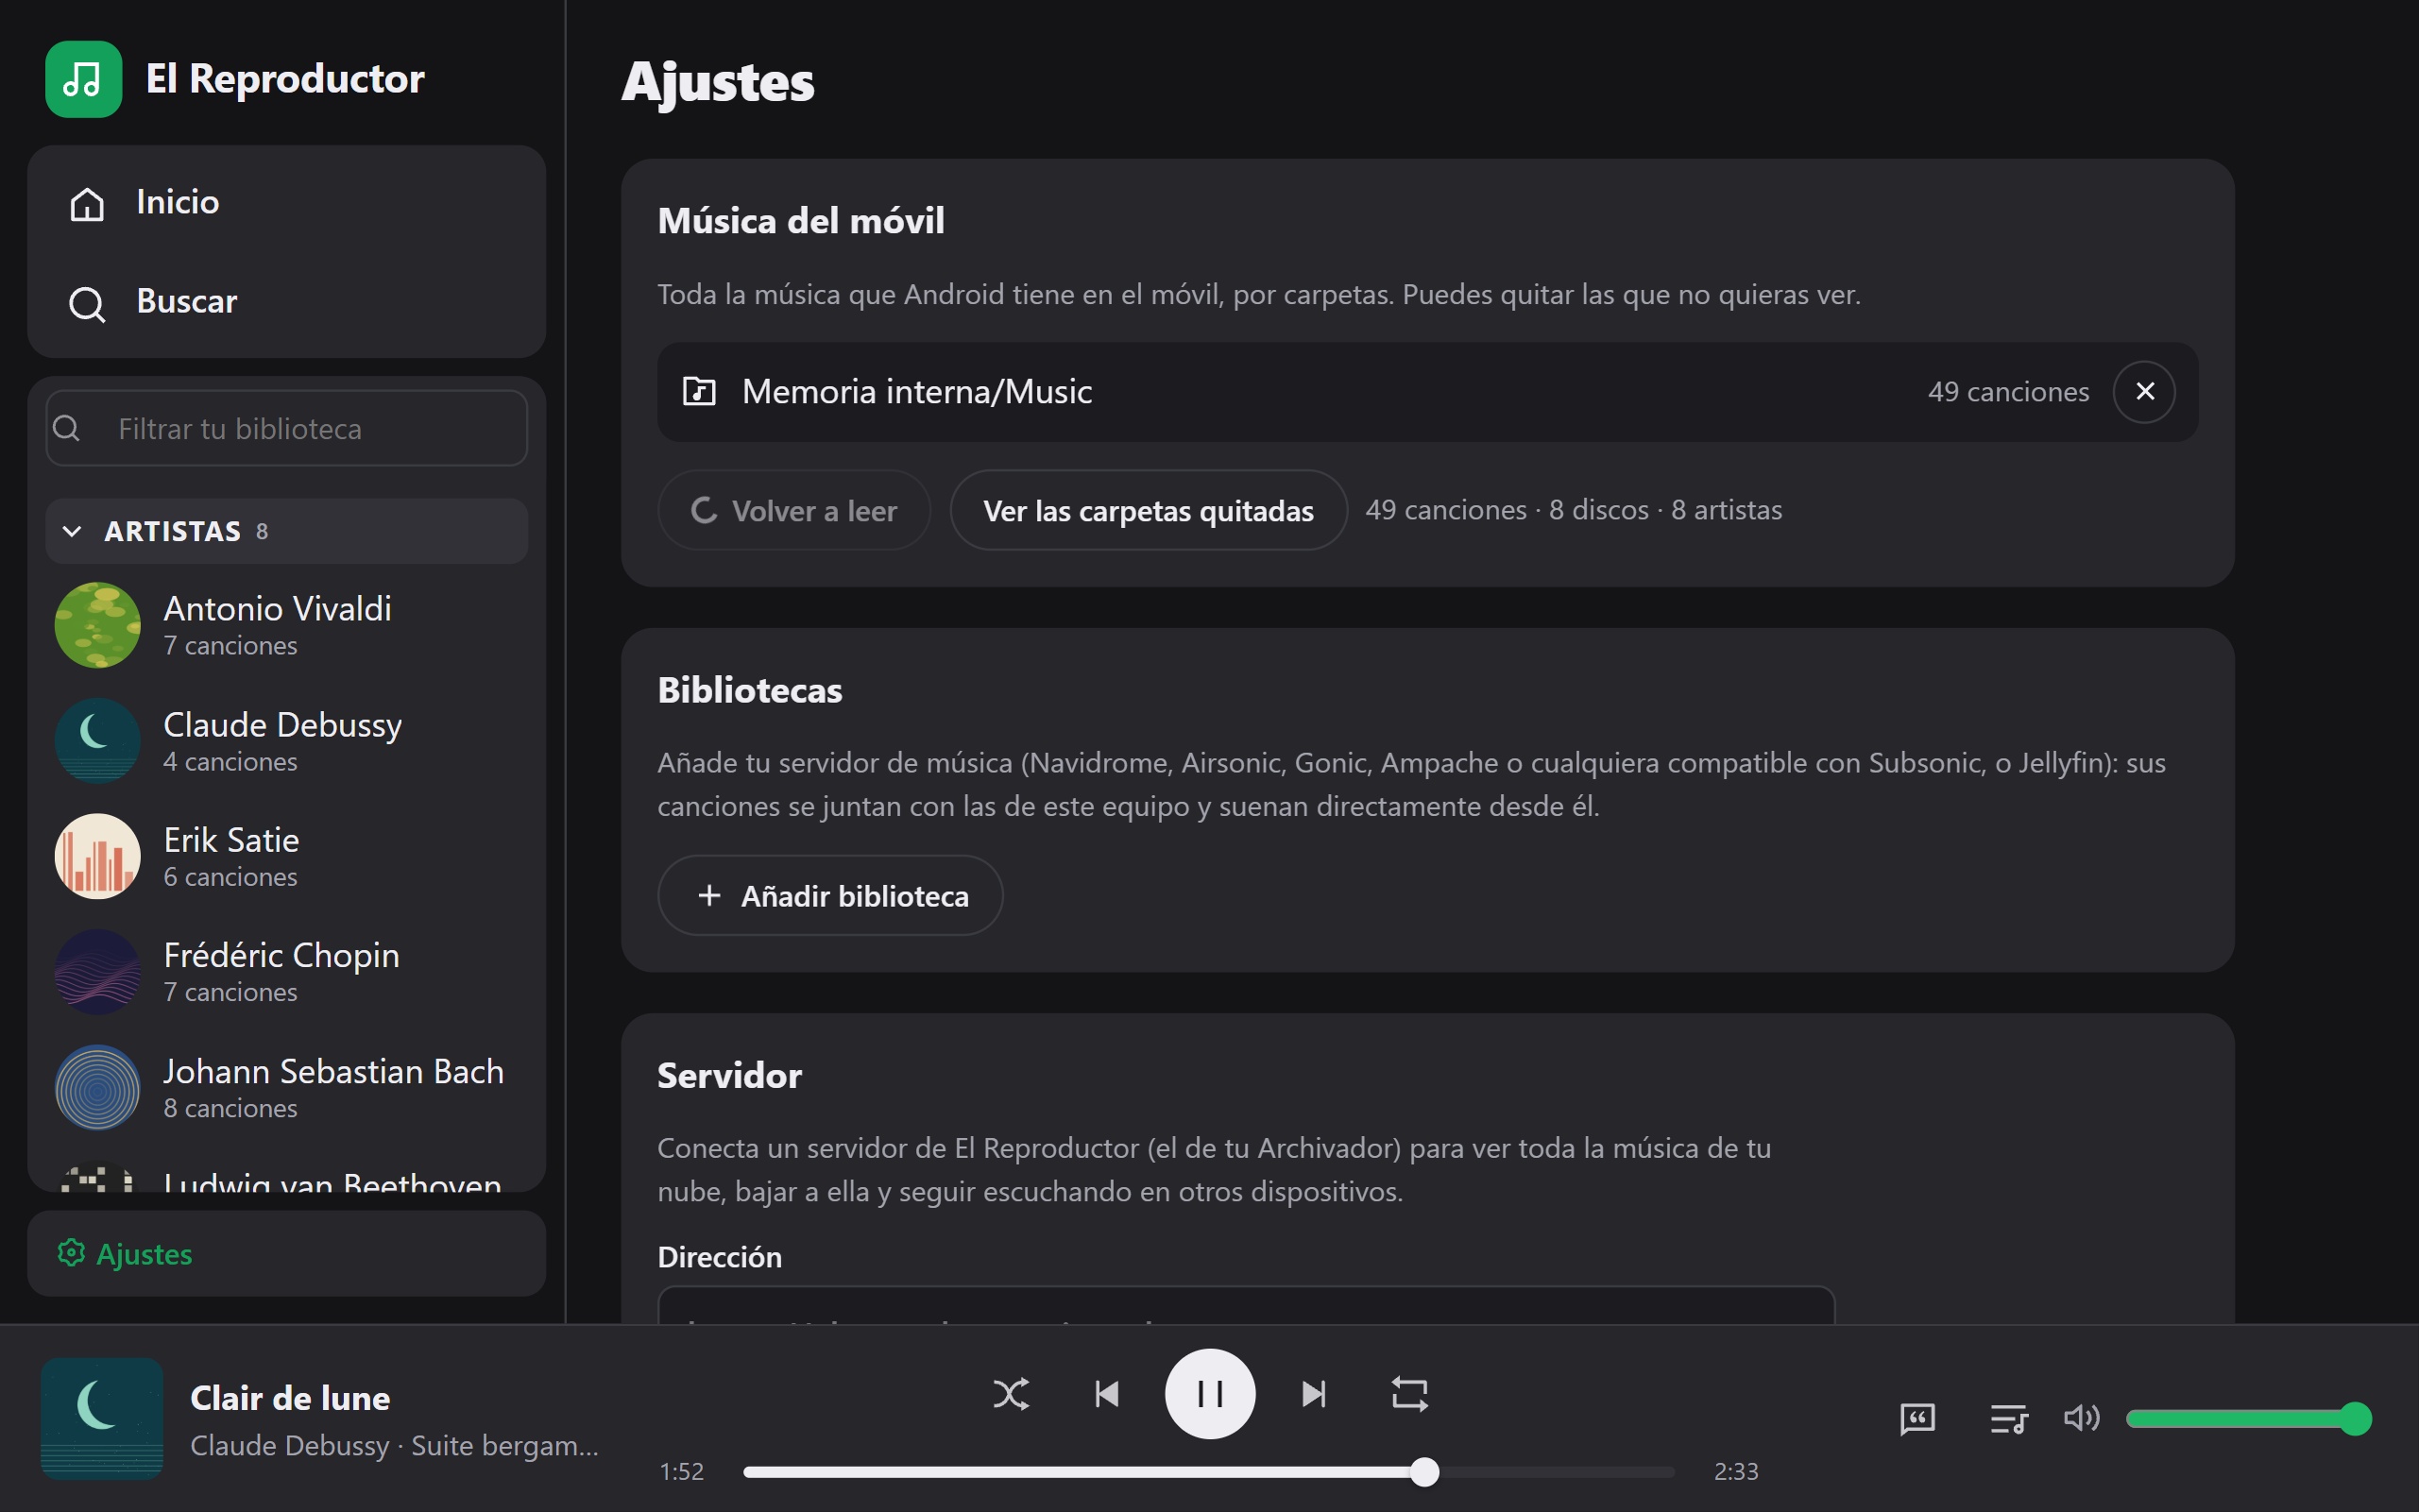 El Reproductor
Inicio
Buscar
Filtrar tu biblioteca
ARTISTAS 8
Antonio Vivaldi
7 canciones
Claude Debussy
4 canciones
Erik Satie
6 canciones
Frédéric Chopin
7 canciones
Johann Sebastian Bach
8 canciones
Ludwig van Beethoven
Ajustes
Ajustes
Música del móvil
Toda la música que Android tiene en el móvil, por carpetas. Puedes quitar las que no quieras ver.
Memoria interna/Music
49 canciones
Volver a leer
Ver las carpetas quitadas
49 canciones · 8 discos · 8 artistas
Bibliotecas
Añade tu servidor de música (Navidrome, Airsonic, Gonic, Ampache o cualquiera compatible con Subsonic, o Jellyfin): sus
canciones se juntan con las de este equipo y suenan directamente desde él.
Añadir biblioteca
Servidor
Conecta un servidor de El Reproductor (el de tu Archivador) para ver toda la música de tu
nube, bajar a ella y seguir escuchando en otros dispositivos.
Dirección
Clair de lune
Claude Debussy · Suite bergam...
1:52
2:33